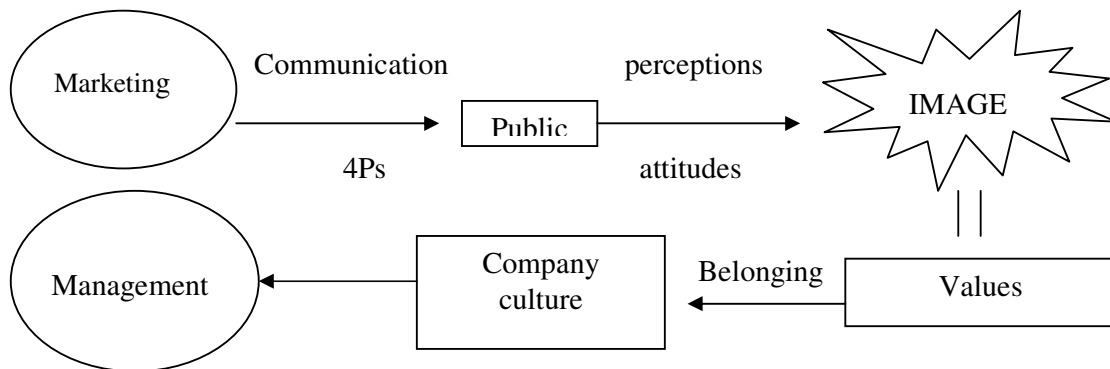 Marketing
Communication
perceptions
IMAGE
Public
4Ps
attitudes
Management
Company
culture
Belonging
Values